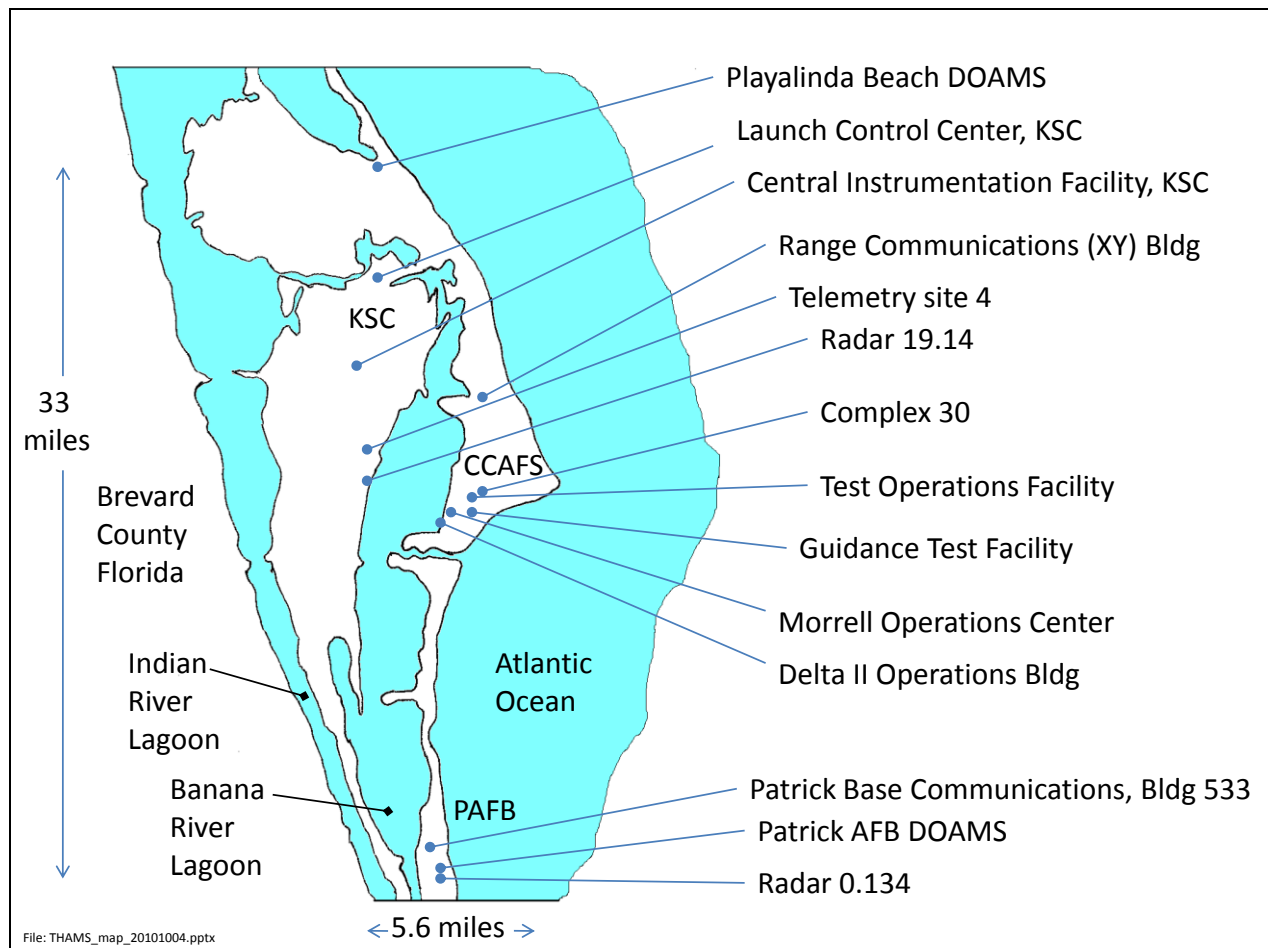 Playalinda Beach DOAMS
Launch Control Center, KSC
Central Instrumentation Facility, KSC
Range Communications (XY) Bldg
Telemetry site 4
Radar 19.14
Complex 30
Test Operations Facility
Guidance Test Facility
Morrell Operations Center
Delta II Operations Bldg
Patrick Base Communications, Bldg 533
Patrick AFB DOAMS
Radar 0.134
KSC
CCAFS
PAFB
33
miles
Brevard
County
Florida
Indian
River
Lagoon
Banana
River
Lagoon
Atlantic
Ocean
5.6 miles
File: THAMS_map_20101004.pptx